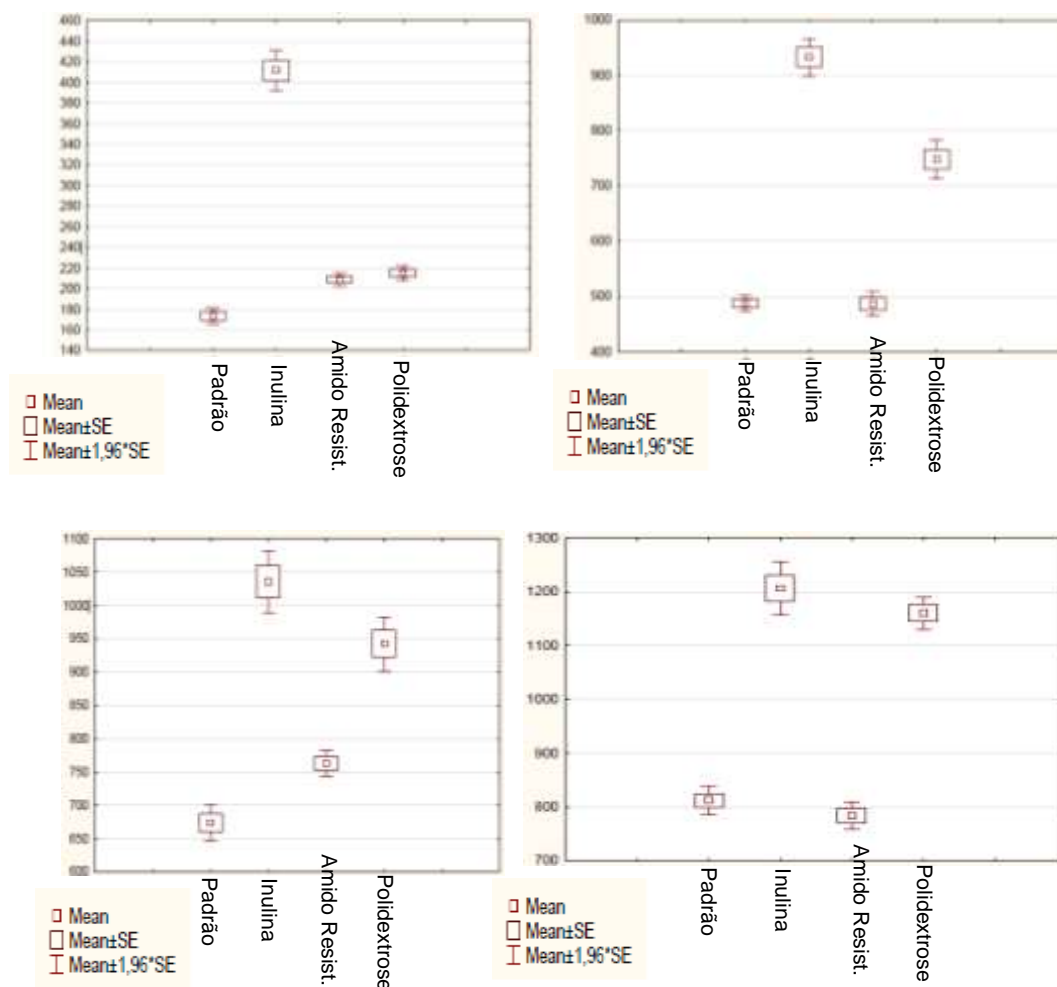 460
440
420
400
380
360
340
320
300
280
260
240
220
200
180
160
140
Padrão
Inulina
Amido Resist.
Polidextrose
Mean
Mean±SE
Mean±1,96*SE
1000
900
800
700
600
500
400
Padrão
Inulina
Amido Resist.
Polidextrose
Mean
Mean±SE
Mean±1,96*SE
1100
1050
1000
950
900
850
800
750
700
650
600
Padrão
Inulina
Amido Resist.
Polidextrose
Mean
Mean±SE
Mean±1,96*SE
1300
1200
1100
1000
900
800
700
Padrão
Inulina
Amido Resist.
Polidextrose
Mean
Mean±SE
Mean±1,96*SE